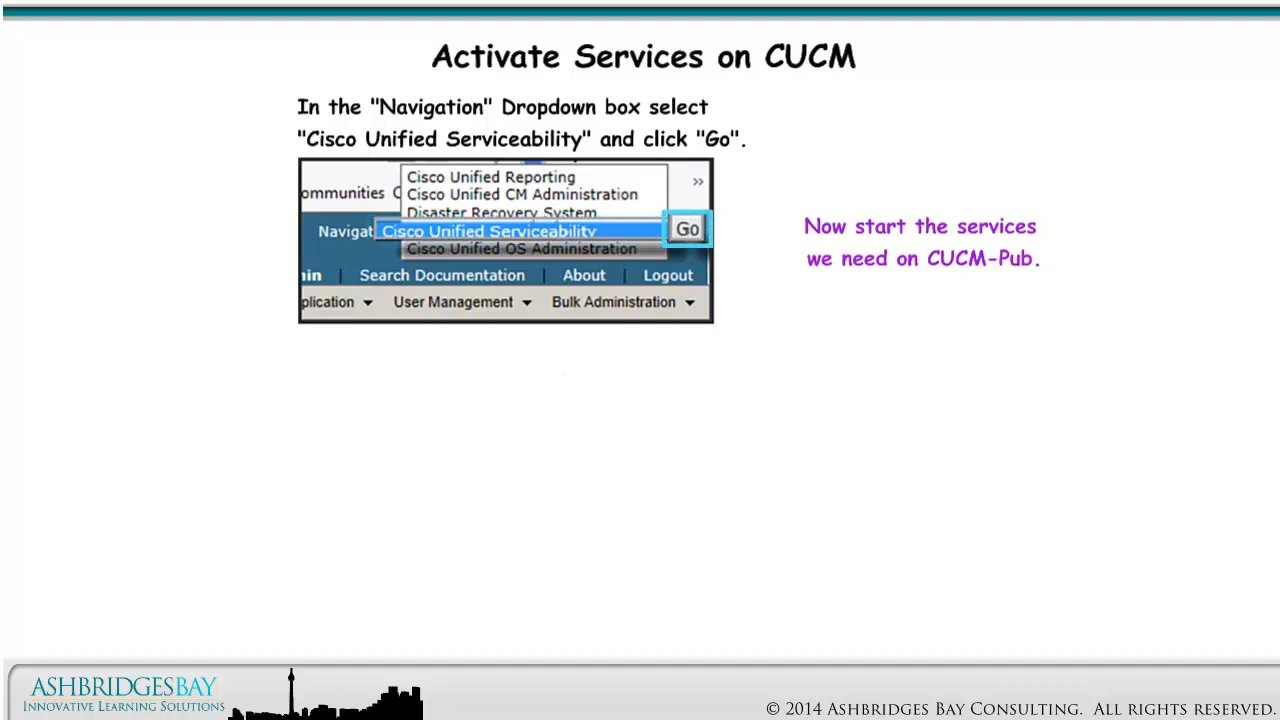 Activate Services on CUCM
In the "Navigation" Dropdown box select
"Cisco Unified Serviceability" and click "Go".
Cisco Unified Reporting
ommunities C
Cisco Unified CM Administration
»
Disaster Recovery System
Navigat
Cisco Unified Serviceability
Go
Cisco Unified OS Administration
min | Search Documentation | About | Logout
plication User Management Bulk Administration
Now start the services
we need on CUCM-Pub.
ASHBRIDGESBAY
INNOVATIVE LEARNING SOLUTIONS
© 2014 ASHBRIDGES BAY CONSULTING. ALL RIGHTS RESERVED.